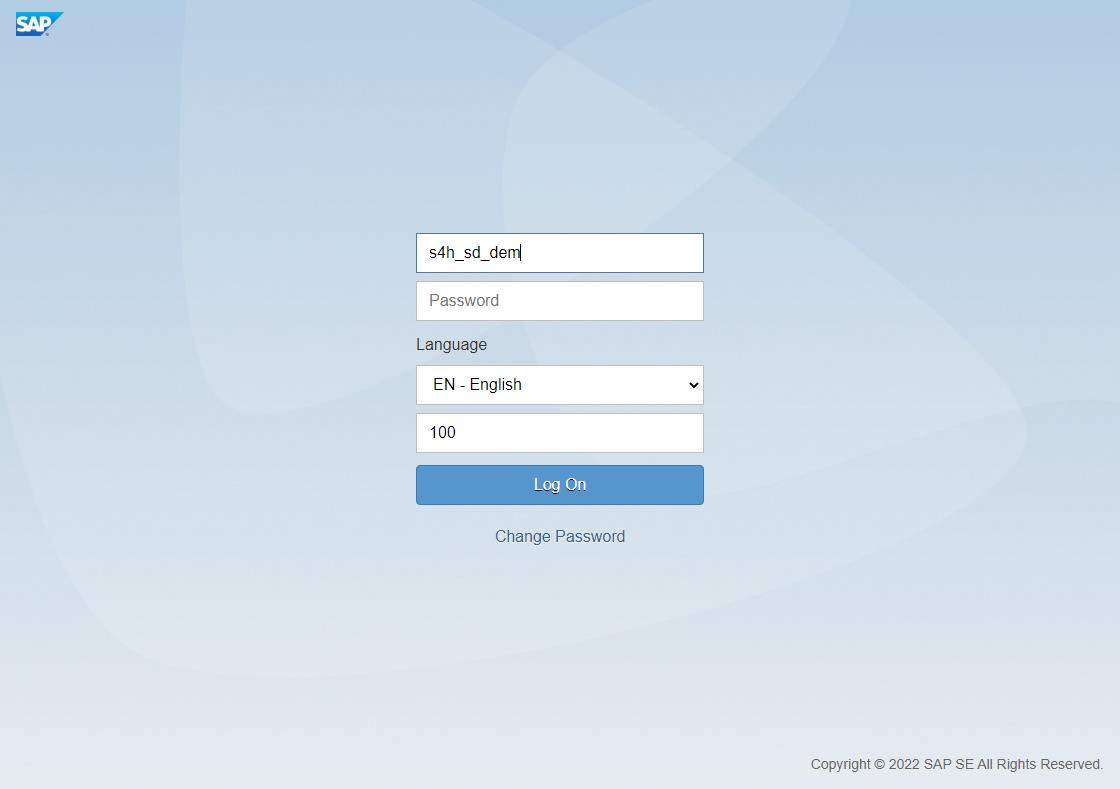 SAP
s4h_sd_dem
Password
Language
EN - English
100
Log On
Change Password
Copyright © 2022 SAP SE All Rights Reserved.